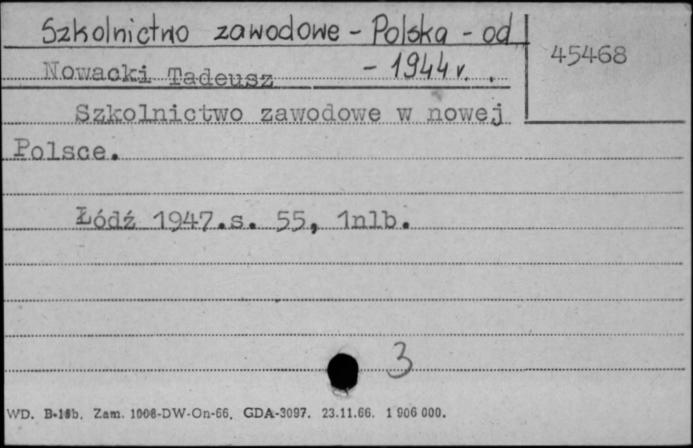 Szkolnictwo zawodowe - Polska - od
45468
Nowacki Tadeusz - 1944 r.
Szkolnictwo zawodowe w nowej
Polsce.
Łódź 1947.s. 55, 1nlb.
3
WD. B-16b. Zam. 1006-DW-On-66. GDA-3097. 23.11.66. 1 906 000.